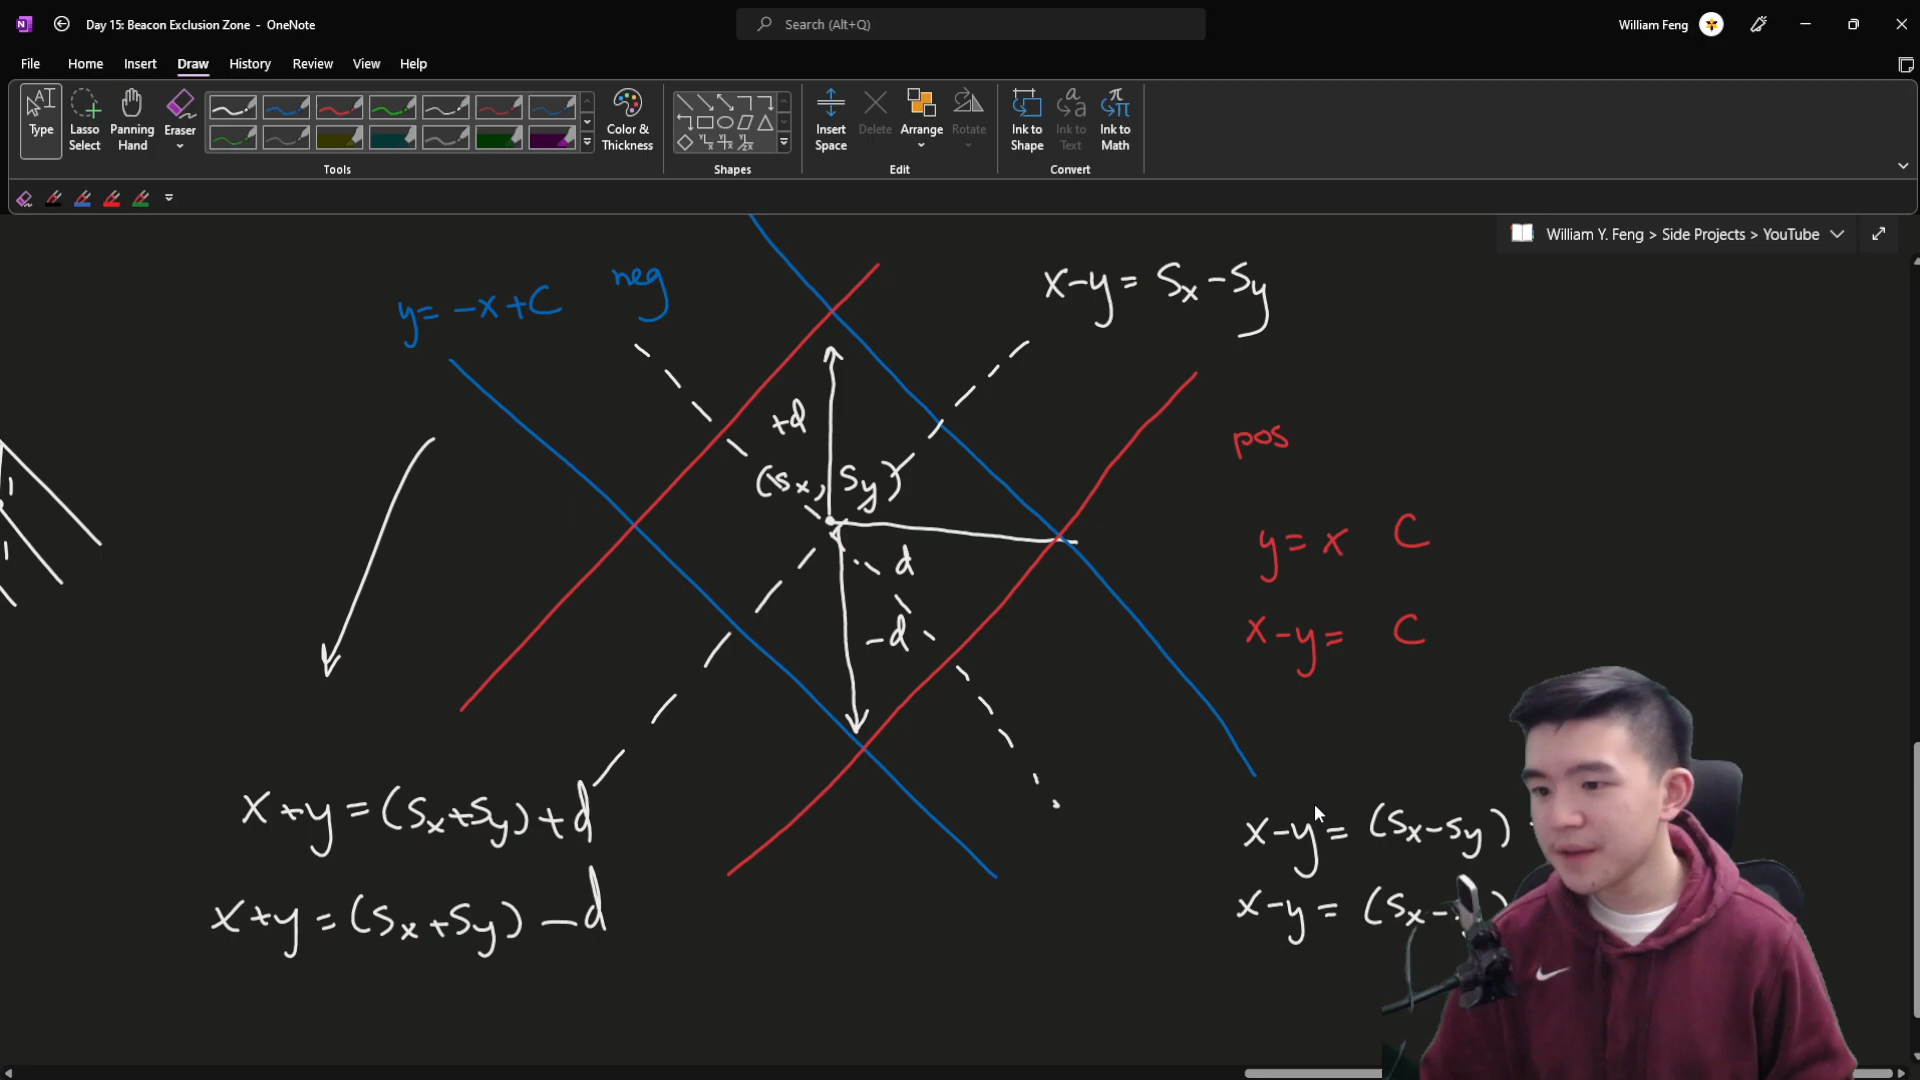 Day 15: Beacon Exclusion Zone - OneNote
Search (Alt+Q)
William Feng
File Home Insert Draw History Review View Help
Type
Lasso Select
Panning Hand
Eraser
Color & Thickness
Insert Space
Delete
Arrange
Rotate
Ink to Shape
Ink to Text
Ink to Math
Tools
Shapes
Edit
Convert
William Y. Feng > Side Projects > YouTube
y = -x + C
neg
x-y = Sx - Sy
+d
pos
(Sx, Sy)
y = x C
d
-d
x-y = C
x+y = (Sx+Sy) + d
x-y = (Sx-Sy)
x+y = (Sx+Sy) - d
x-y = (Sx-